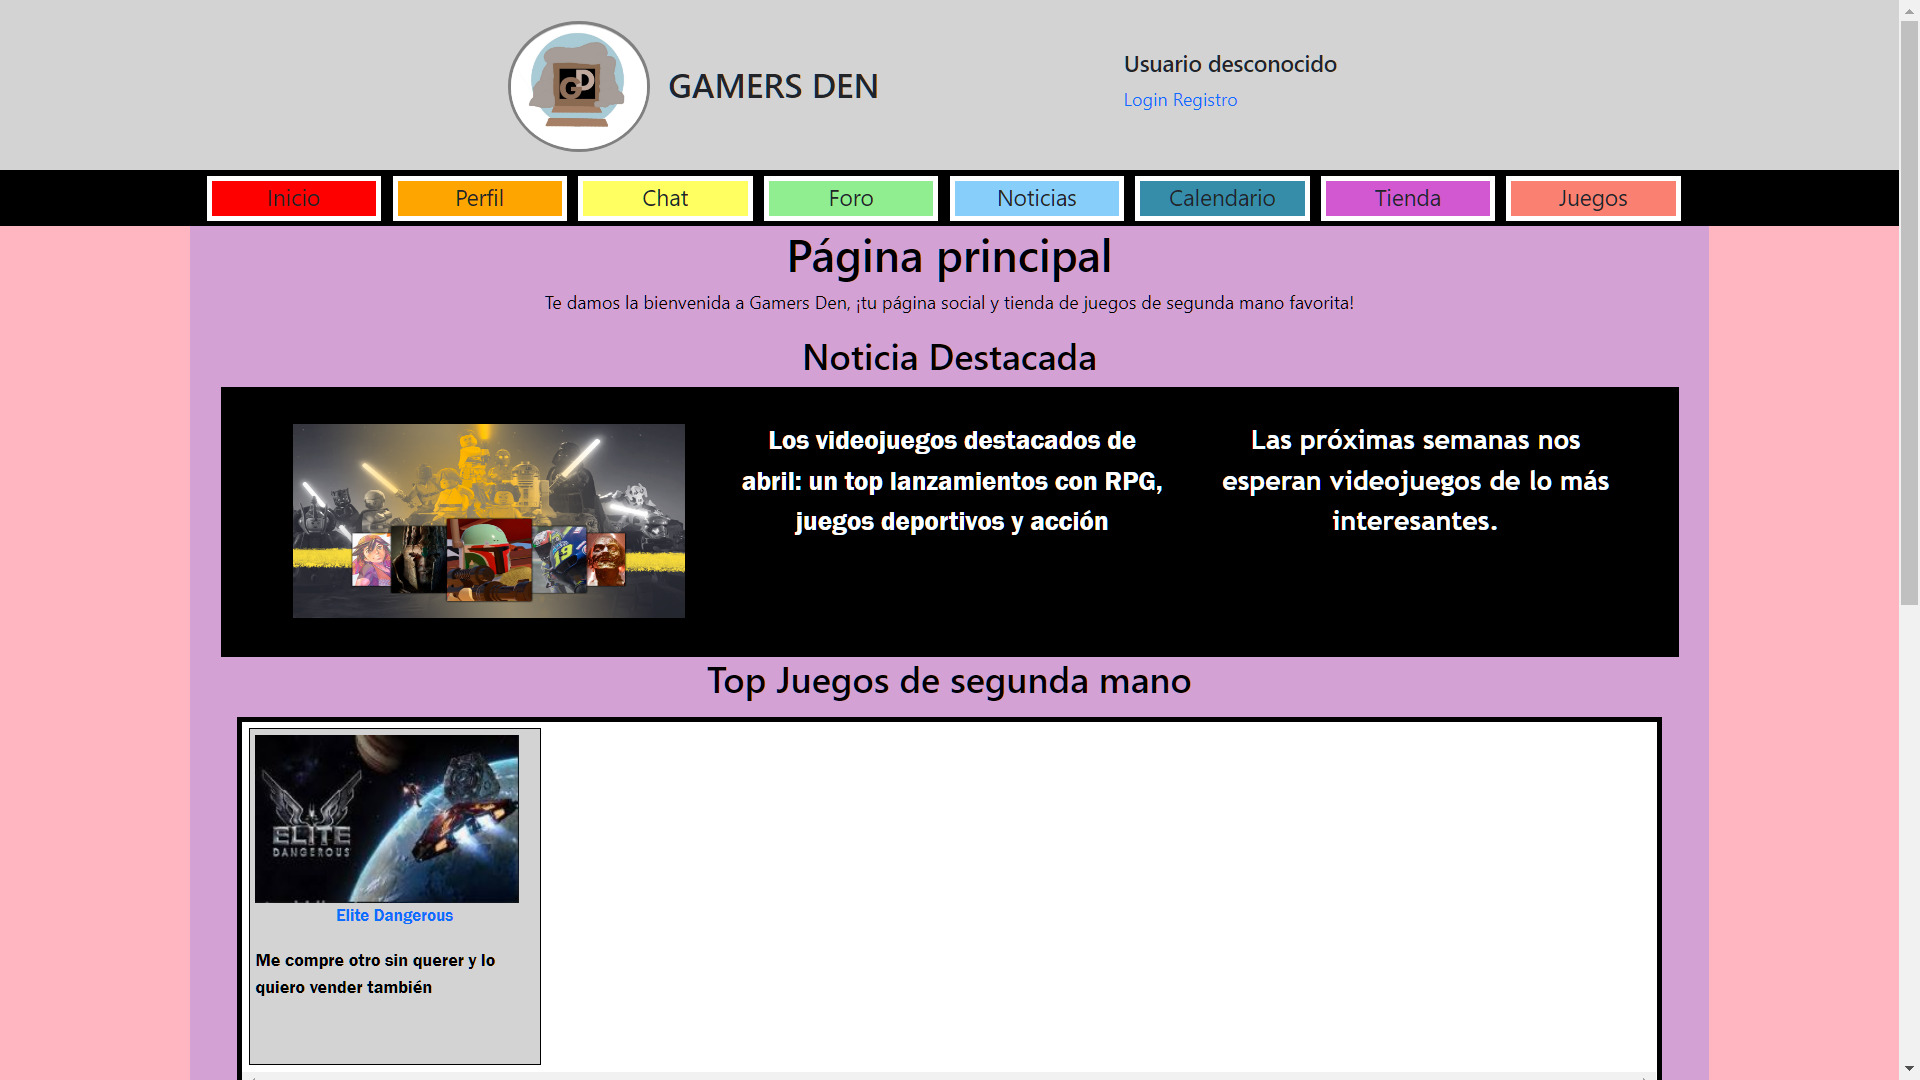 GD
GAMERS DEN
Usuario desconocido
Login Registro
Inicio
Perfil
Chat
Foro
Noticias
Calendario
Tienda
Juegos
Página principal
Te damos la bienvenida a Gamers Den, ¡tu página social y tienda de juegos de segunda mano favorita!
Noticia Destacada
19
Los videojuegos destacados de
abril: un top lanzamientos con RPG,
juegos deportivos y acción
Las próximas semanas nos
esperan videojuegos de lo más
interesantes.
Top Juegos de segunda mano
ELITE
DANGEROUS
Elite Dangerous
Me compre otro sin querer y lo
quiero vender también